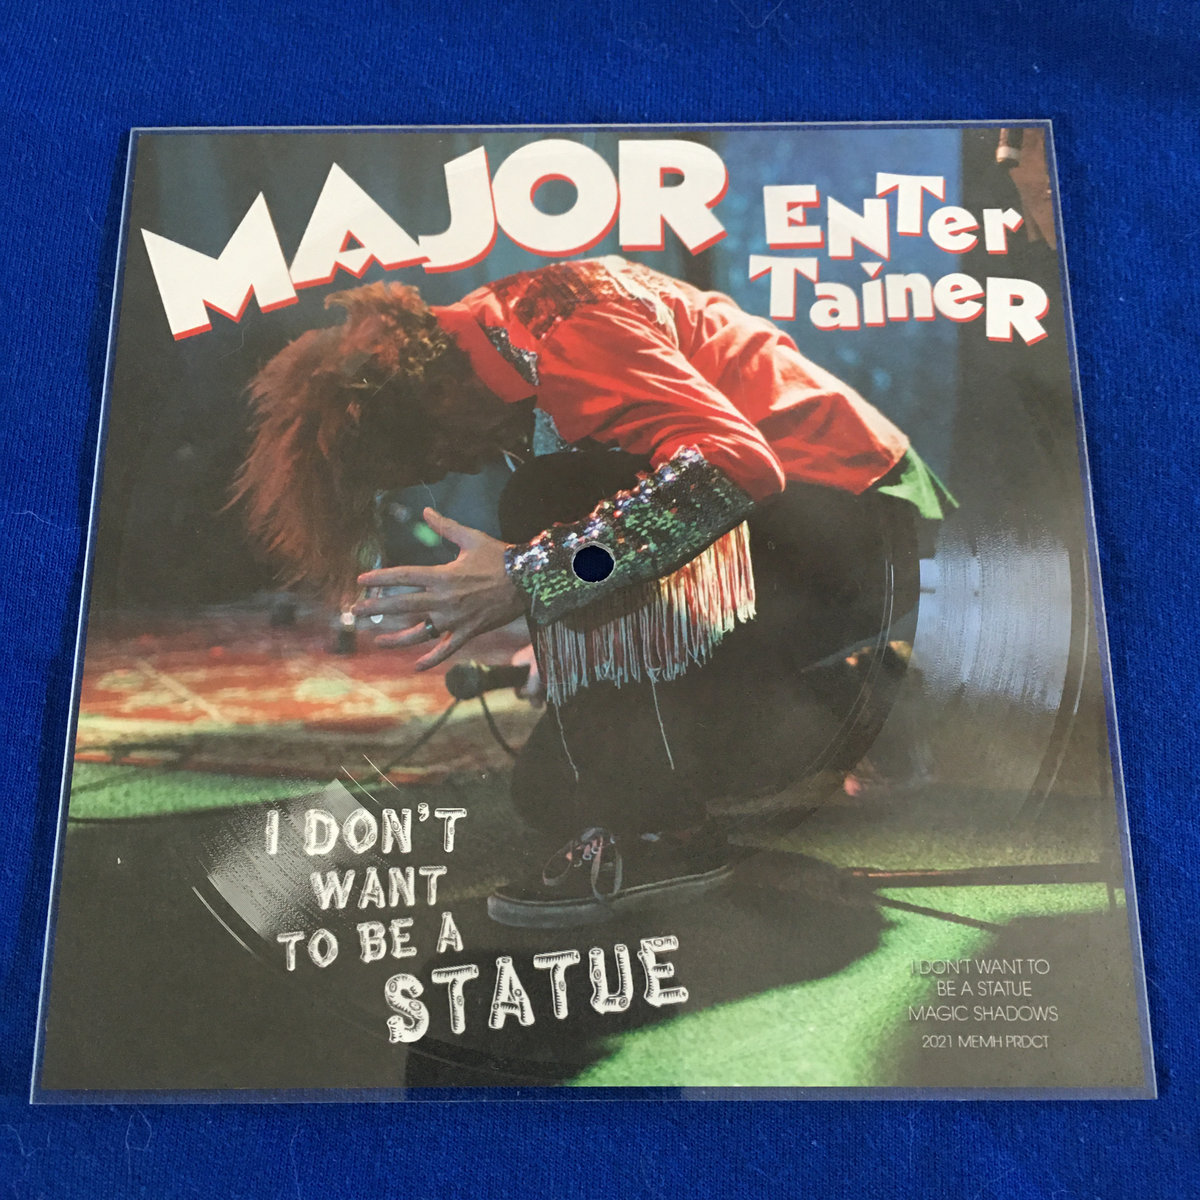 MAJOR
ENTer
TaineR
I DON'T
WANT
TO BE A
STATUE
I DON'T WANT TO
BE A STATUE
MAGIC SHADOWS
2021 MEMH PRDCT